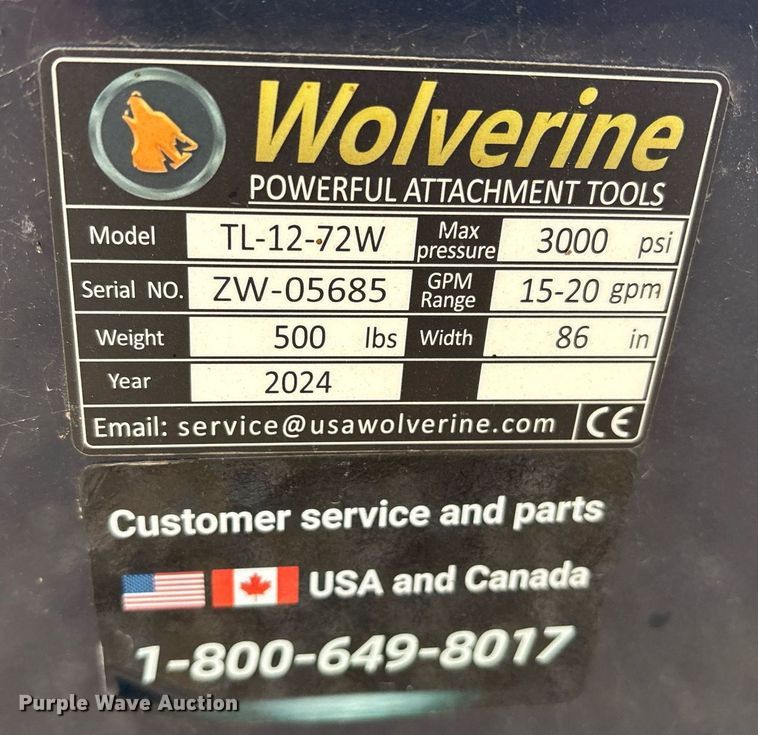 Wolverine
POWERFUL ATTACHMENT TOOLS
Model TL-12-72W Max pressure 3000 psi
Serial NO. ZW-05685 GPM Range 15-20 gpm
Weight 500 lbs Width 86 in
Year 2024
Email: service@usawolverine.com CE
Customer service and parts
USA and Canada
1-800-649-8017
Purple Wave Auction